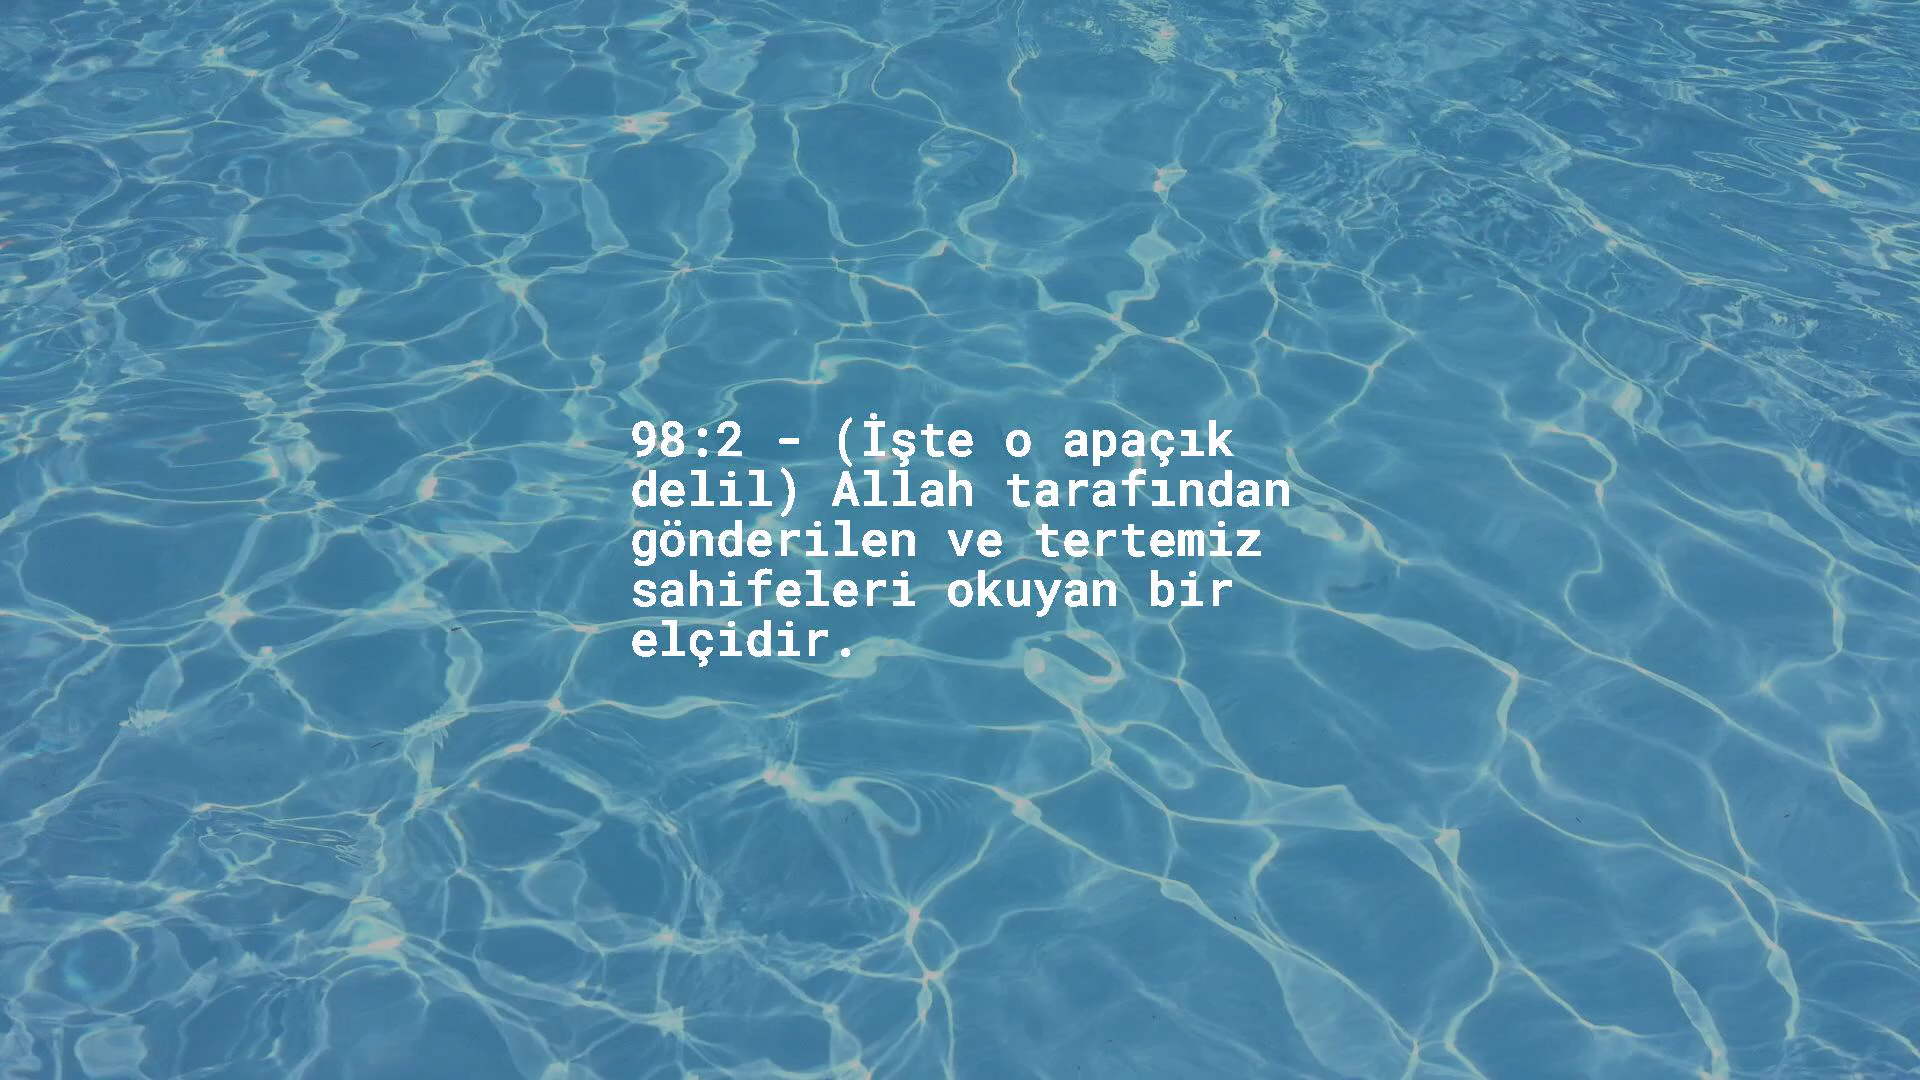 98:2 - (İşte o apaçık
delil) Allah tarafından
gönderilen ve tertemiz
sahifeleri okuyan bir
elçidir.